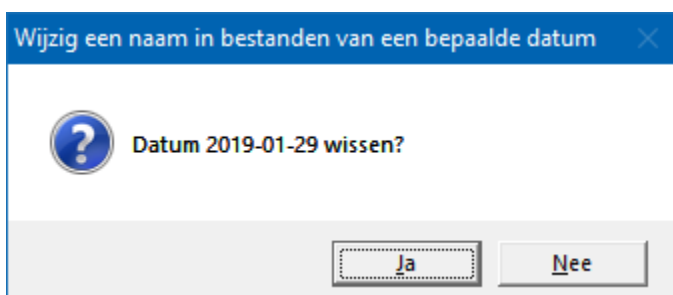 Wijzig een naam in bestanden van een bepaalde datum
Datum 2019-01-29 wissen?
Ja
Nee